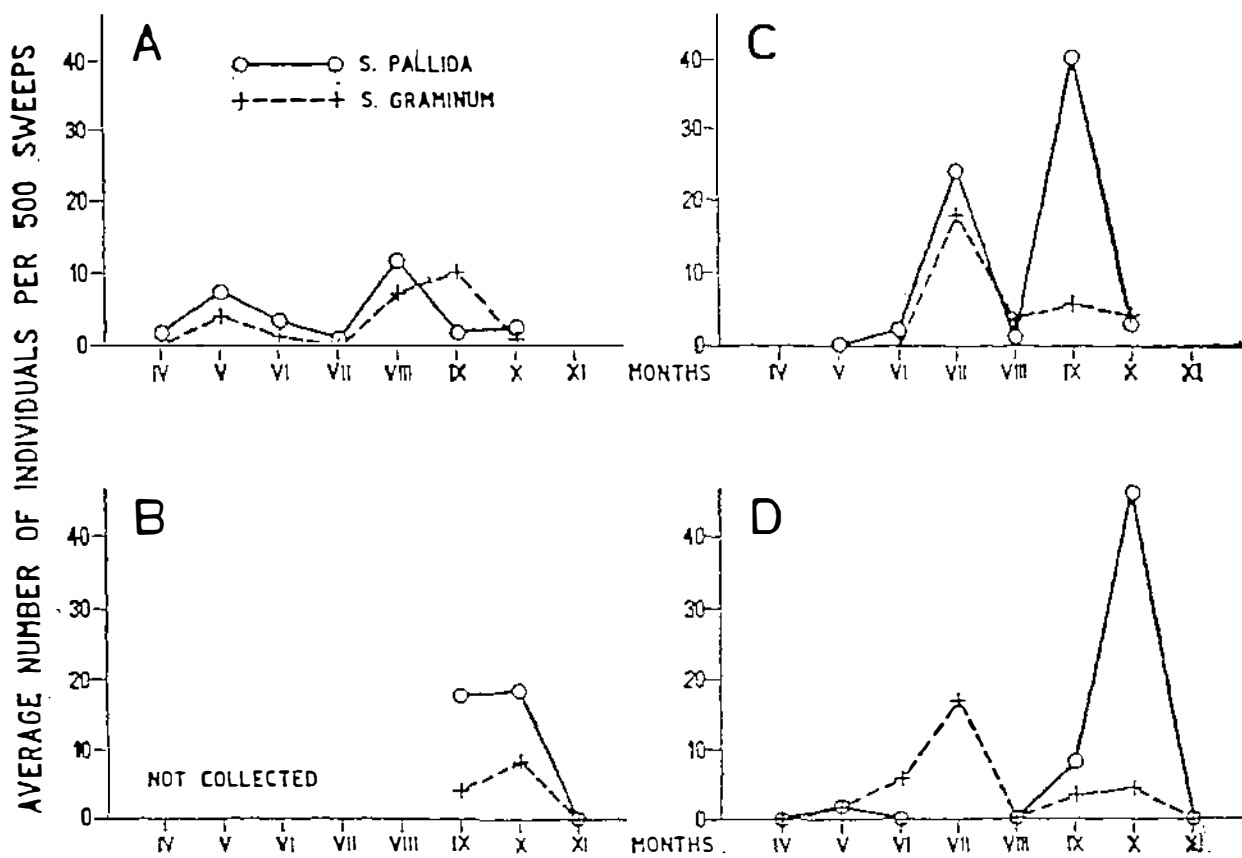 AVERAGE NUMBER OF INDIVIDUALS PER 500 SWEEPS
A
S. PALLIDA
S. GRAMINUM
40
30
20
10
0
IV V VI VII VIII IX X XI MONTHS
C
40
30
20
10
0
IV V VI VII VIII IX X XI
B
40
30
20
10
0
NOT COLLECTED
IV V VI VII VIII IX X XI MONTHS
D
40
30
20
10
0
IV V VI VII VIII IX X XI